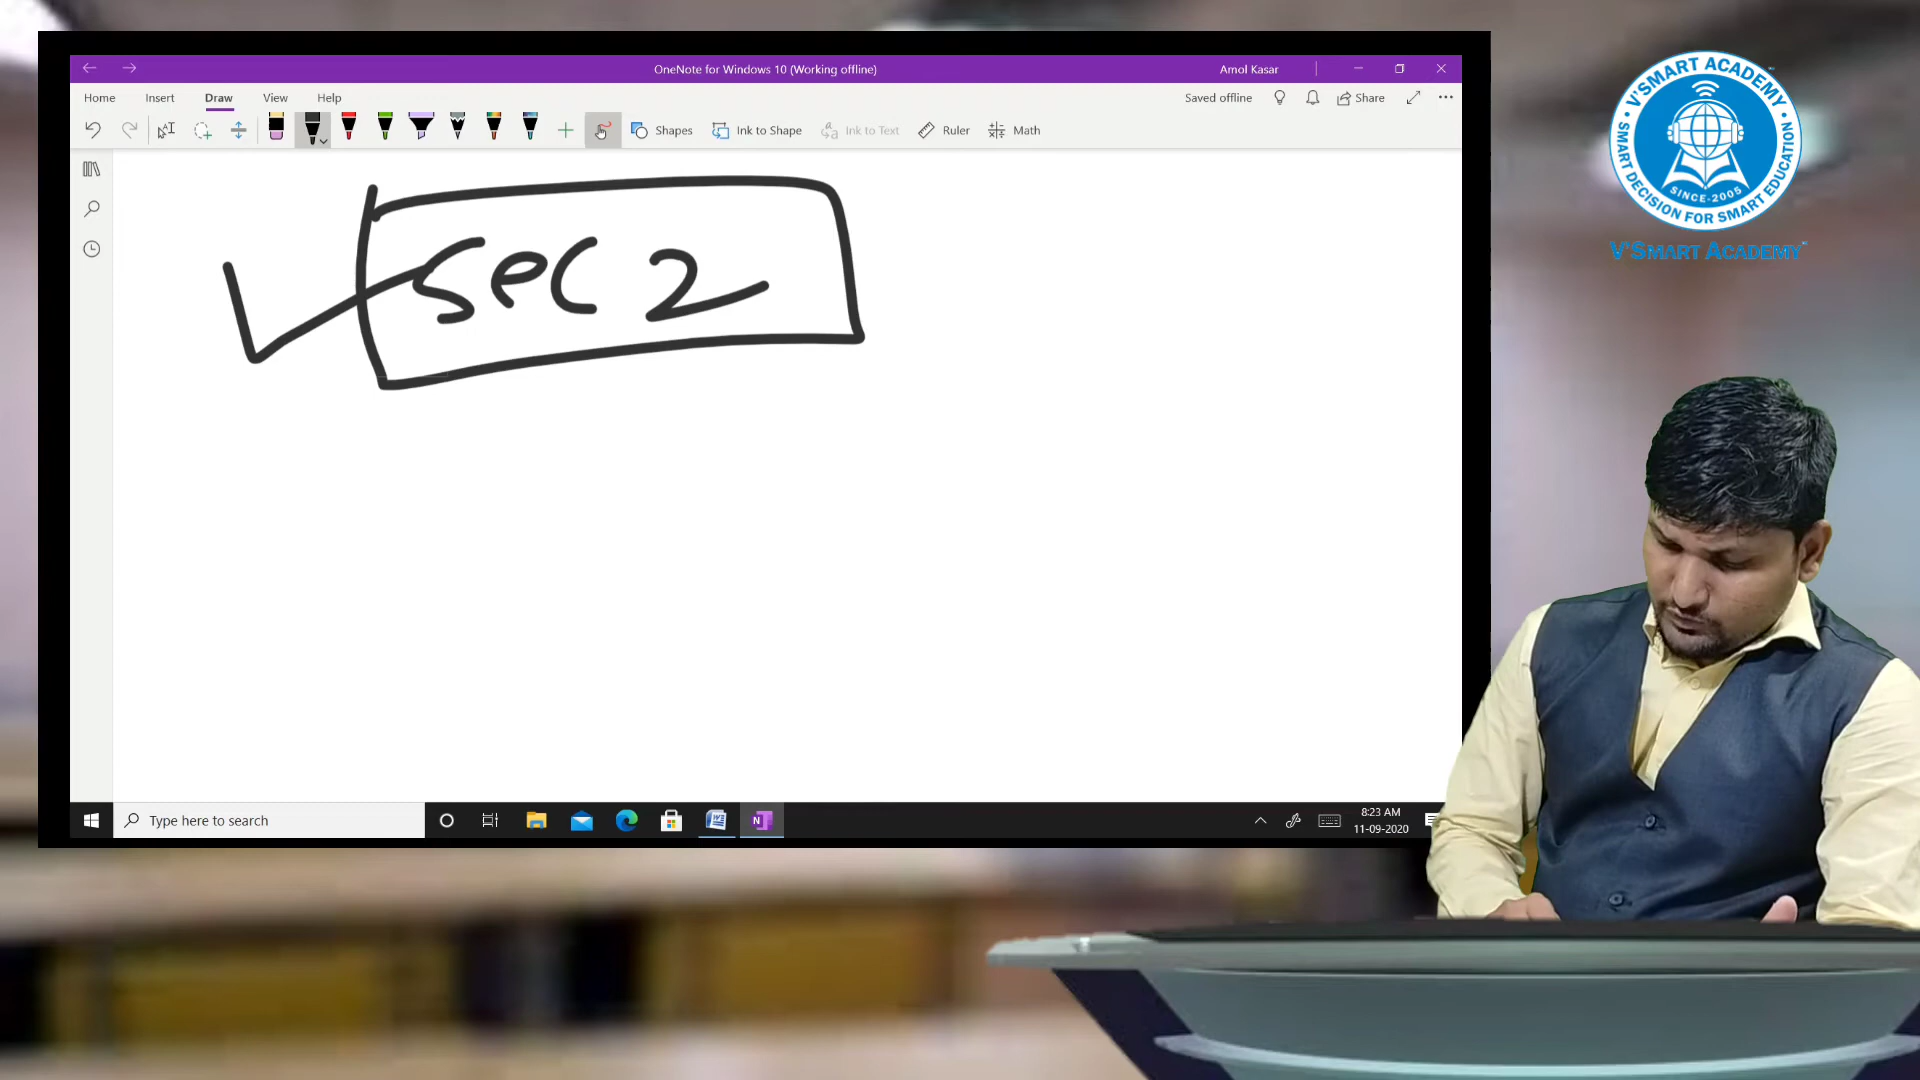 OneNote for Windows 10 (Working offline)
Amol Kasar
Home Insert Draw View Help
Saved offline
Share
Shapes
Ink to Shape
Ink to Text
Ruler
Math
sec 2
Type here to search
8:23 AM
11-09-2020
V'SMART ACADEMY
SMART DECISION FOR SMART EDUCATION
SINCE-2005
V'SMART ACADEMY